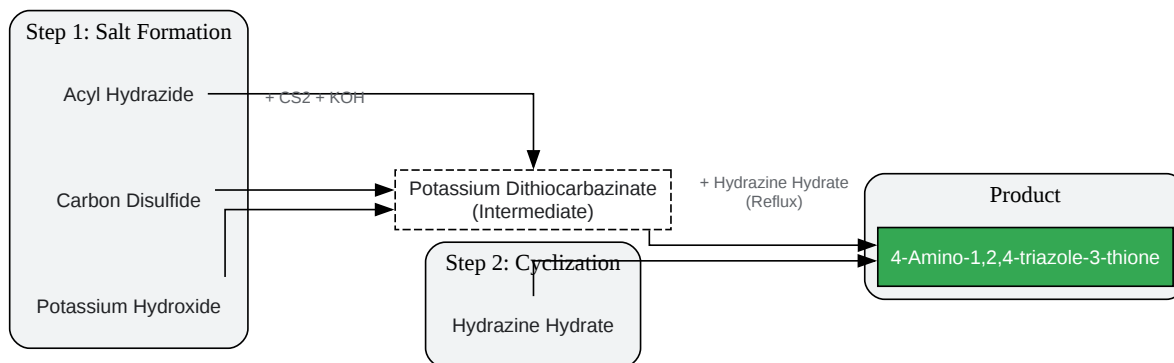 Step 1: Salt Formation
Acyl Hydrazide
+ CS2 + KOH
Carbon Disulfide
Potassium Hydroxide
Potassium Dithiocarbazinate
(Intermediate)
+ Hydrazine Hydrate
(Reflux)
Step 2: Cyclization
Hydrazine Hydrate
Product
4-Amino-1,2,4-triazole-3-thione